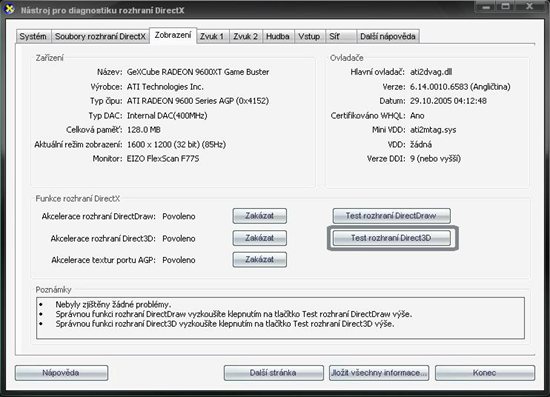 Nástroj pro diagnostiku rozhraní DirectX
Systém Soubory rozhraní DirectX Zobrazení Zvuk 1 Zvuk 2 Hudba Vstup Síť Další nápověda
Zařízení
Název: GeXCube RADEON 9600XT Game Buster
Výrobce: ATI Technologies Inc.
Typ čipu: ATI RADEON 9600 Series AGP (0x4152)
Typ DAC: Internal DAC(400MHz)
Celková paměť: 128.0 MB
Aktuální režim zobrazení: 1600 x 1200 (32 bit) (85Hz)
Monitor: EIZO FlexScan F77S
Ovladače
Hlavní ovladač: ati2dvag.dll
Verze: 6.14.0010.6583 (Angličtina)
Datum: 29.10.2005 04:12:48
Certifikováno WHQL: Ano
Mini VDD: ati2mtag.sys
VDD: žádná
Verze DDI: 9 (nebo vyšší)
Funkce rozhraní DirectX
Akcelerace rozhraní DirectDraw: Povoleno Zakázat Test rozhraní DirectDraw
Akcelerace rozhraní Direct3D: Povoleno Zakázat Test rozhraní Direct3D
Akcelerace textur portu AGP: Povoleno Zakázat
Poznámky
• Nebyly zjištěny žádné problémy.
• Správnou funkci rozhraní DirectDraw vyzkoušíte klepnutím na tlačítko Test rozhraní DirectDraw výše.
• Správnou funkci rozhraní Direct3D vyzkoušíte klepnutím na tlačítko Test rozhraní Direct3D výše.
Nápověda Další stránka Uložit všechny informace... Konec